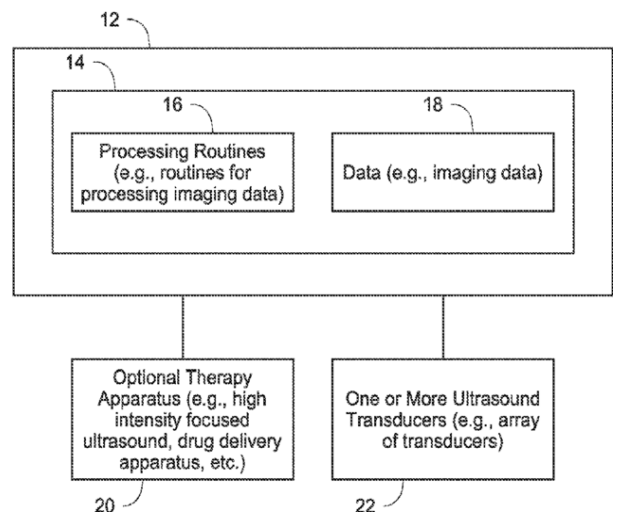 12
14
16
18
Processing Routines
(e.g., routines for
processing imaging data)
Data (e.g., imaging data)
Optional Therapy
Apparatus (e.g., high
intensity focused
ultrasound, drug delivery
apparatus, etc.)
One or More Ultrasound
Transducers (e.g., array
of transducers)
20
22